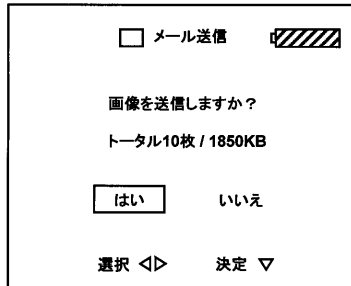 メール送信
画像を送信しますか？
トータル10枚 / 1850KB
はい いいえ
選択 ◁▷ 決定 ▽